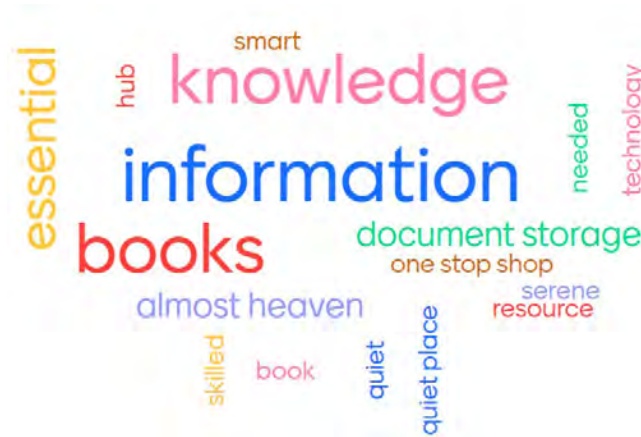 smart
essential
hub
knowledge
needed
technology
information
books
document storage
one stop shop
almost heaven
serene
resource
skilled
book
quiet
quiet place